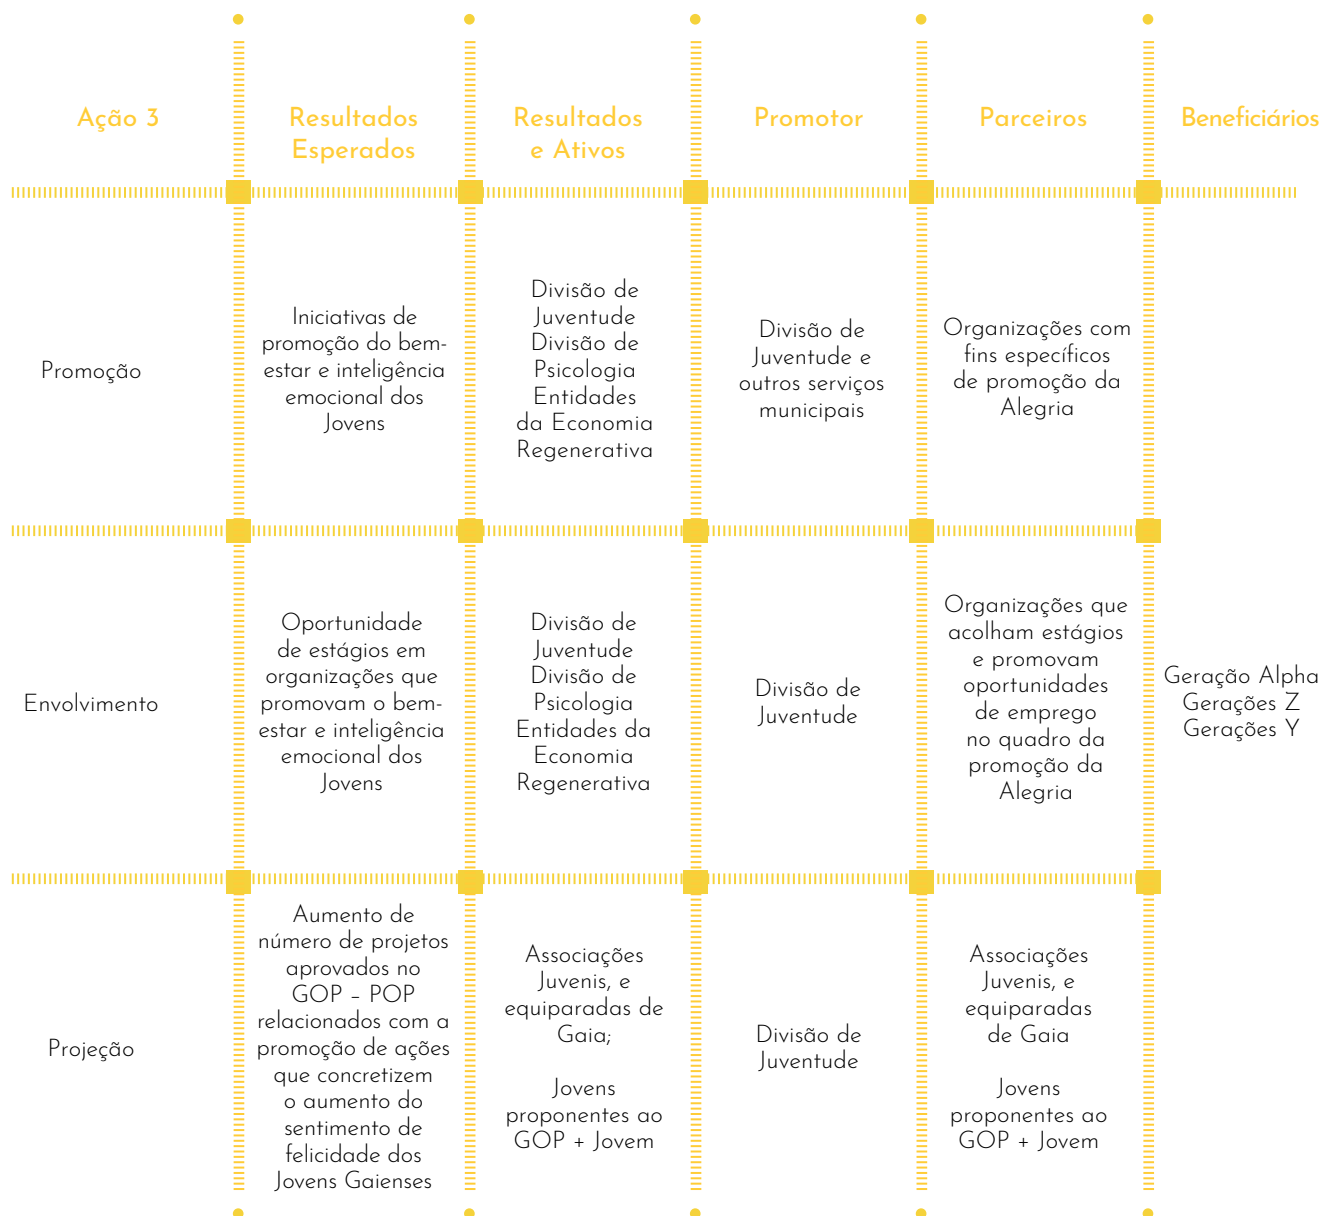 Ação 3
Resultados
Esperados
Resultados
e Ativos
Promotor
Parceiros
Beneficiários
Promoção
Iniciativas de
promoção do bem-
estar e inteligência
emocional dos
Jovens
Divisão de
Juventude
Divisão de
Psicologia
Entidades
da Economia
Regenerativa
Divisão de
Juventude e
outros serviços
municipais
Organizações com
fins específicos
de promoção da
Alegria
Envolvimento
Oportunidade
de estágios em
organizações que
promovam o bem-
estar e inteligência
emocional dos
Jovens
Divisão de
Juventude
Divisão de
Psicologia
Entidades da
Economia
Regenerativa
Divisão de
Juventude
Organizações que
acolham estágios
e promovam
oportunidades
de emprego
no quadro da
promoção da
Alegria
Geração Alpha
Gerações Z
Gerações Y
Projeção
Aumento de
número de projetos
aprovados no
GOP – POP
relacionados com a
promoção de ações
que concretizem
o aumento do
sentimento de
felicidade dos
Jovens Gaienses
Associações
Juvenis, e
equiparadas de
Gaia;
Jovens
proponentes ao
GOP + Jovem
Divisão de
Juventude
Associações
Juvenis, e
equiparadas
de Gaia
Jovens
proponentes ao
GOP + Jovem